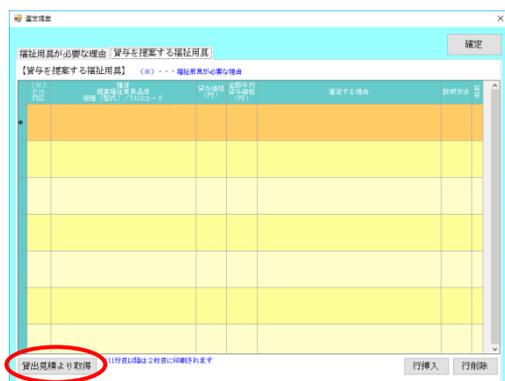 選定提案
確定
福祉用具が必要な理由 貸与を提案する福祉用具
【貸与を提案する福祉用具】 (※)・・・福祉用具が必要な理由
(※)
との
対応
種目
提案福祉用具品目
機種(型式)/TAISコード
貸与価格
(円)
全国平均
貸与価格
(円)
選定する理由
説明方法
採否
貸出見積より取得
11行目以降は2枚目に印刷されます
行挿入
行削除